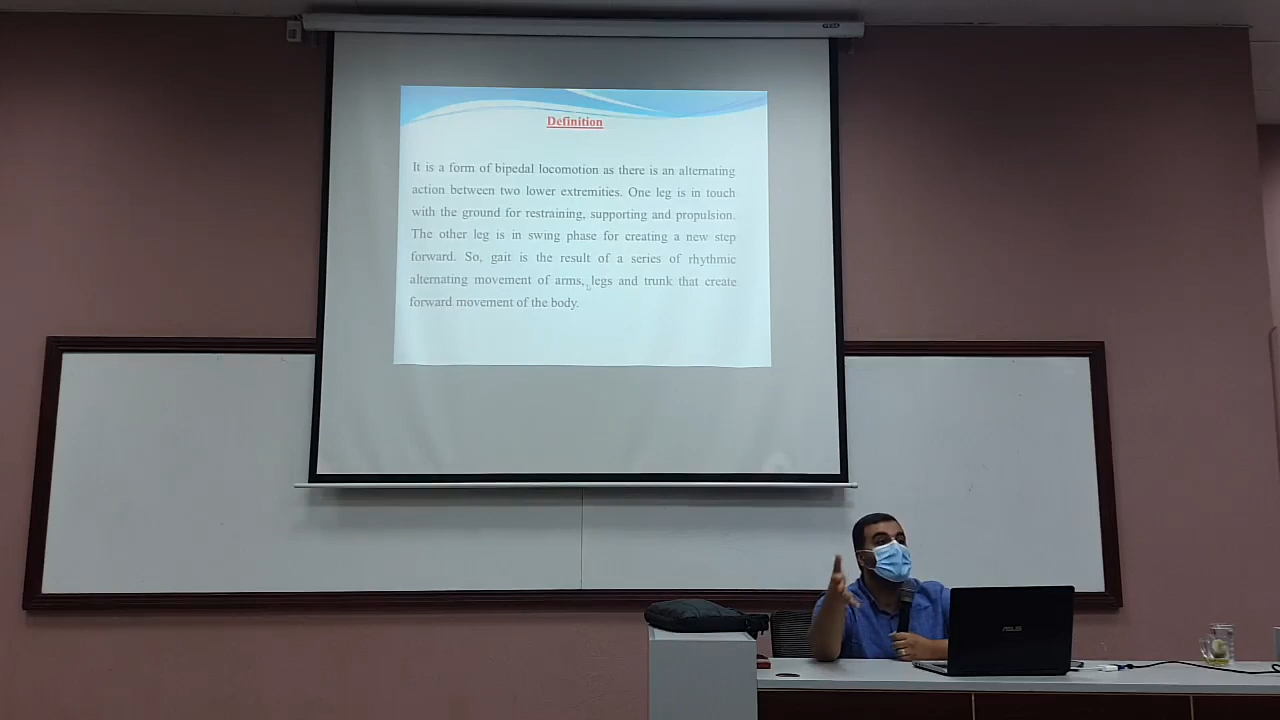 VEGA
Definition
It is a form of bipedal locomotion as there is an alternating
action between two lower extremities. One leg is in touch
with the ground for restraining, supporting and propulsion.
The other leg is in swing phase for creating a new step
forward. So, gait is the result of a series of rhythmic
alternating movement of arms, legs and trunk that create
forward movement of the body.
ASUS